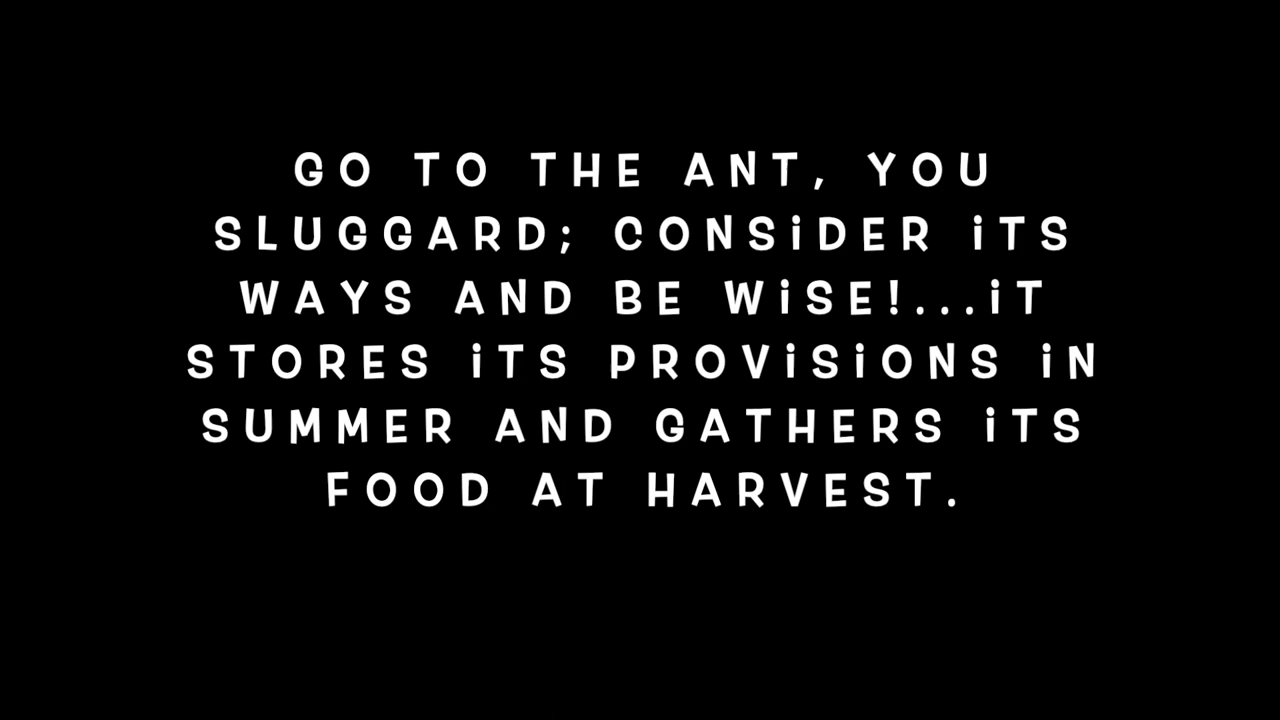 GO TO THE ANT, YOU
SLUGGARD; CONSiDER iTS
WAYS AND BE WiSE!...iT
STORES iTS PROViSiONS iN
SUMMER AND GATHERS iTS
FOOD AT HARVEST.